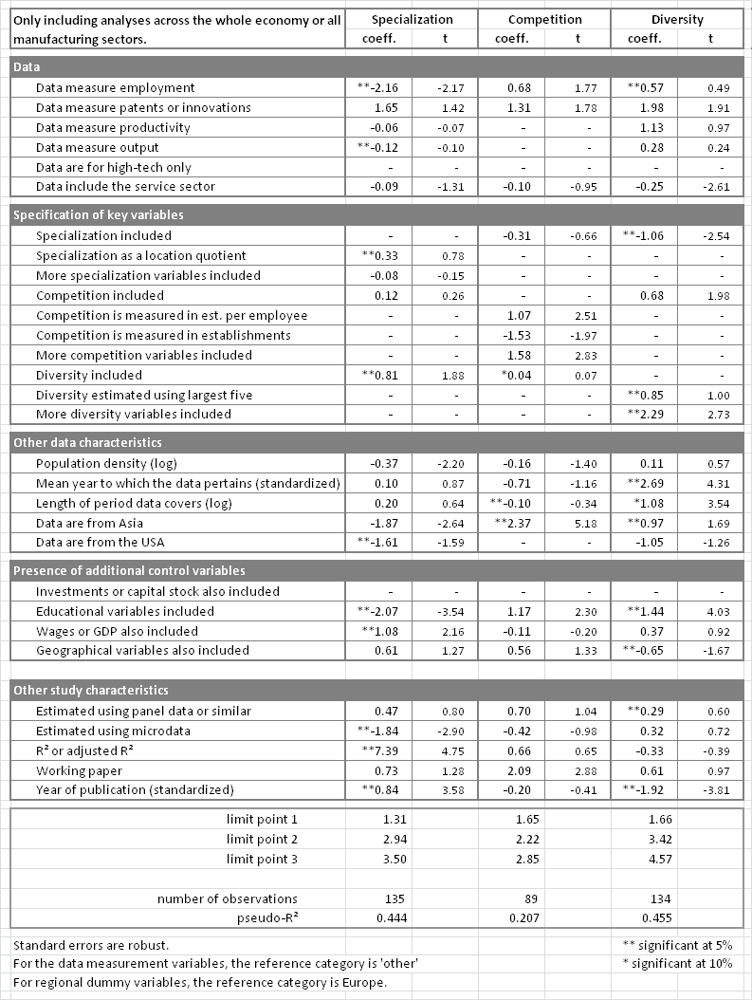 Only including analyses across the whole economy or all Specialization Competition Diversity
manufacturing sectors. coeff. t coeff. t coeff. t
Data
Data measure employment **-2.16 -2.17 0.68 1.77 **0.57 0.49
Data measure patents or innovations 1.65 1.42 1.31 1.78 1.98 1.91
Data measure productivity -0.06 -0.07 - - 1.13 0.97
Data measure output **-0.12 -0.10 - - 0.28 0.24
Data are for high-tech only - - - - - -
Data include the service sector -0.09 -1.31 -0.10 -0.95 -0.25 -2.61
Specification of key variables
Specialization included - - -0.31 -0.66 **-1.06 -2.54
Specialization as a location quotient **0.33 0.78 - - - -
More specialization variables included -0.08 -0.15 - - - -
Competition included 0.12 0.26 - - 0.68 1.98
Competition is measured in est. per employee - - 1.07 2.51 - -
Competition is measured in establishments - - -1.53 -1.97 - -
More competition variables included - - 1.58 2.83 - -
Diversity included **0.81 1.88 *0.04 0.07 - -
Diversity estimated using largest five - - - - **0.85 1.00
More diversity variables included - - - - **2.29 2.73
Other data characteristics
Population density (log) -0.37 -2.20 -0.16 -1.40 0.11 0.57
Mean year to which the data pertains (standardized) 0.10 0.87 -0.71 -1.16 **2.69 4.31
Length of period data covers (log) 0.20 0.64 **-0.10 -0.34 *1.08 3.54
Data are from Asia -1.87 -2.64 **2.37 5.18 **0.97 1.69
Data are from the USA **-1.61 -1.59 - - -1.05 -1.26
Presence of additional control variables
Investments or capital stock also included - - - - - -
Educational variables included **-2.07 -3.54 1.17 2.30 **1.44 4.03
Wages or GDP also included **1.08 2.16 -0.11 -0.20 0.37 0.92
Geographical variables also included 0.61 1.27 0.56 1.33 **-0.65 -1.67
Other study characteristics
Estimated using panel data or similar 0.47 0.80 0.70 1.04 **0.29 0.60
Estimated using microdata **-1.84 -2.90 -0.42 -0.98 0.32 0.72
R² or adjusted R² **7.39 4.75 0.66 0.65 -0.33 -0.39
Working paper 0.73 1.28 2.09 2.88 0.61 0.97
Year of publication (standardized) **0.84 3.58 -0.20 -0.41 **-1.92 -3.81
limit point 1 1.31 1.65 1.66
limit point 2 2.94 2.22 3.42
limit point 3 3.50 2.85 4.57
number of observations 135 89 134
pseudo-R² 0.444 0.207 0.455
Standard errors are robust. ** significant at 5%
For the data measurement variables, the reference category is 'other' * significant at 10%
For regional dummy variables, the reference category is Europe.